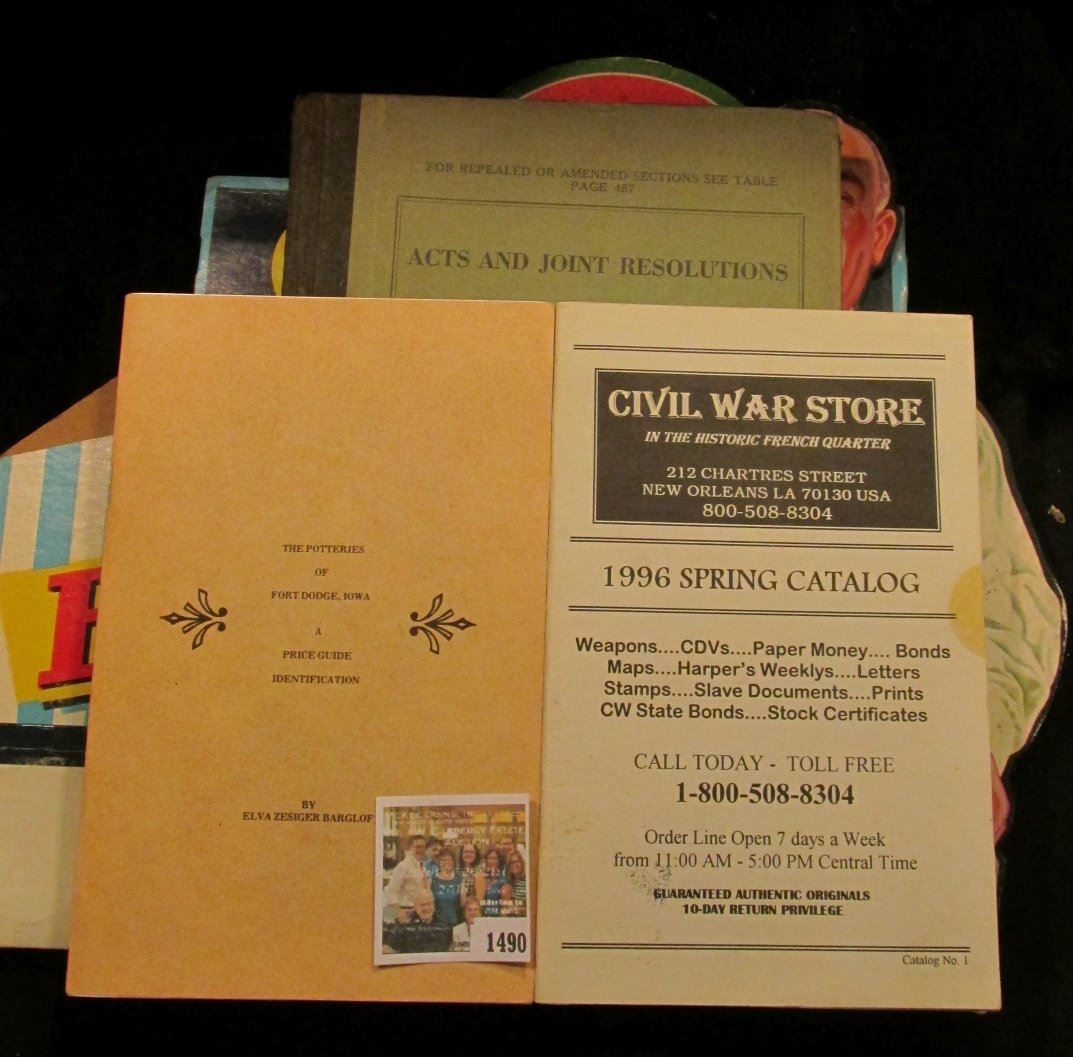 FOR REPEALED OR AMENDED SECTIONS SEE TABLE
PAGE 487
ACTS AND JOINT RESOLUTIONS
THE POTTERIES
OF
FORT DODGE, IOWA
A
PRICE GUIDE
IDENTIFICATION
BY
ELVA ZESIGER BARGLOF
CIVIL WAR STORE
IN THE HISTORIC FRENCH QUARTER
212 CHARTRES STREET
NEW ORLEANS LA 70130 USA
800-508-8304
1996 SPRING CATALOG
Weapons....CDVs....Paper Money.... Bonds
Maps....Harper's Weeklys....Letters
Stamps....Slave Documents....Prints
CW State Bonds....Stock Certificates
CALL TODAY - TOLL FREE
1-800-508-8304
Order Line Open 7 days a Week
from 11:00 AM - 5:00 PM Central Time
GUARANTEED AUTHENTIC ORIGINALS
10-DAY RETURN PRIVILEGE
Catalog No. 1
AUCTION
1490